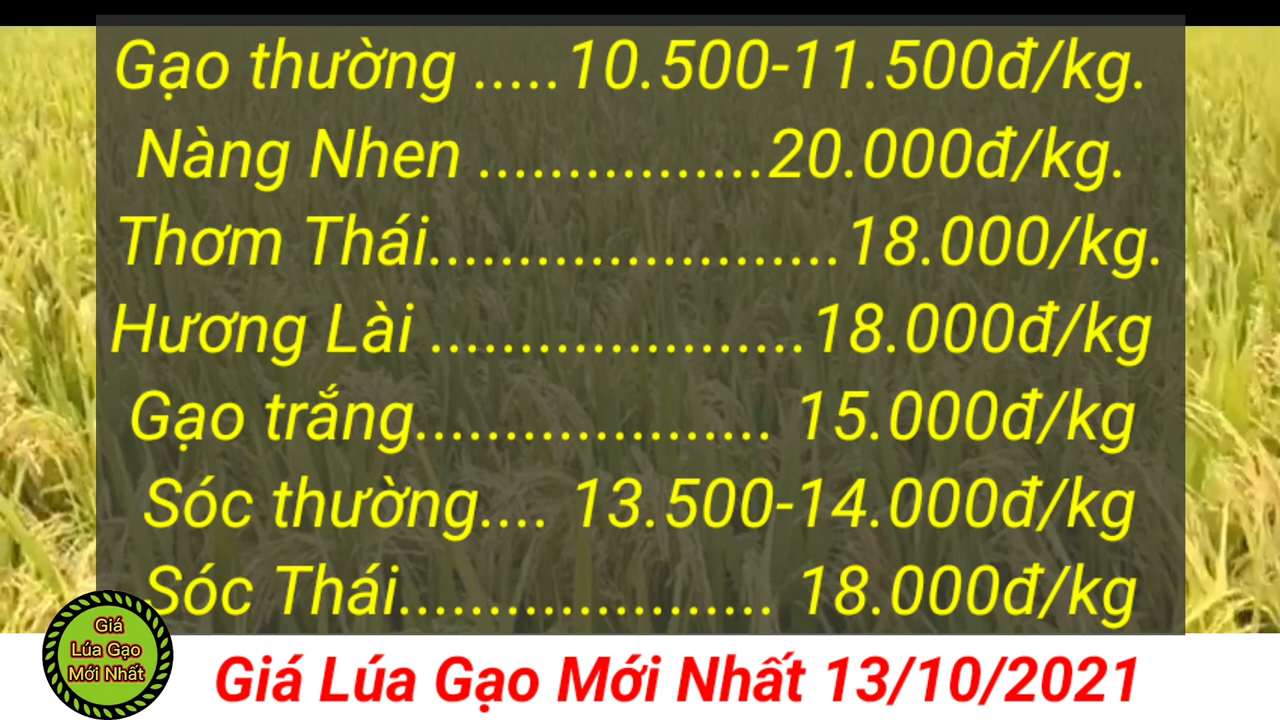 Gạo thường .....10.500-11.500đ/kg.
Nàng Nhen ................20.000đ/kg.
Thơm Thái.......................18.000/kg.
Hương Lài .....................18.000đ/kg
Gạo trắng.................... 15.000đ/kg
Sóc thường.... 13.500-14.000đ/kg
Sóc Thái..................... 18.000đ/kg
Giá
Lúa Gạo
Mới Nhất
Giá Lúa Gạo Mới Nhất 13/10/2021